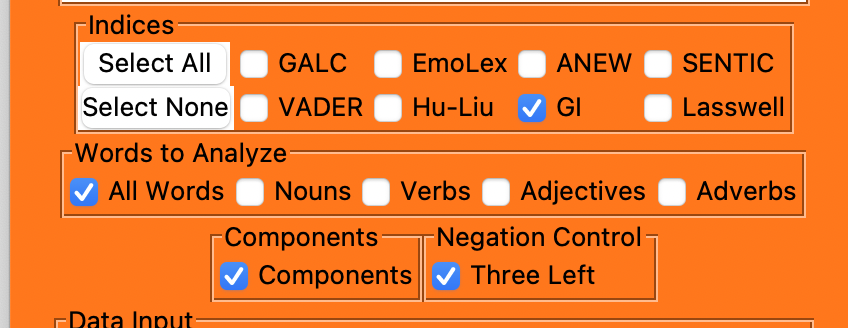 Indices
Select All GALC EmoLex ANEW SENTIC
Select None VADER Hu-Liu GI Lasswell
Words to Analyze
All Words Nouns Verbs Adjectives Adverbs
Components Negation Control
Components Three Left
Data Input